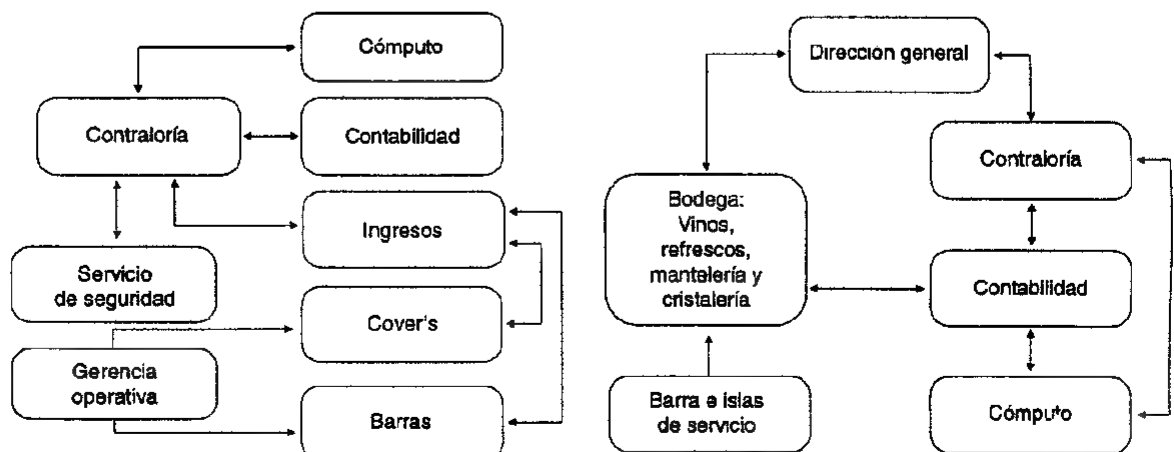 Cómputo
Contraloría
Contabilidad
Ingresos
Servicio
de seguridad
Cover's
Gerencia
operativa
Barras
Dirección general
Contraloría
Bodega:
Vinos,
refrescos,
mantelería y
cristalería
Contabilidad
Barra e islas
de servicio
Cómputo